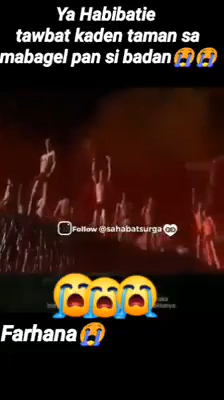 Ya Habibatie
tawbat kaden taman sa
mabagel pan si badan😭😭
Follow @sahabatsurga
Farhana😭